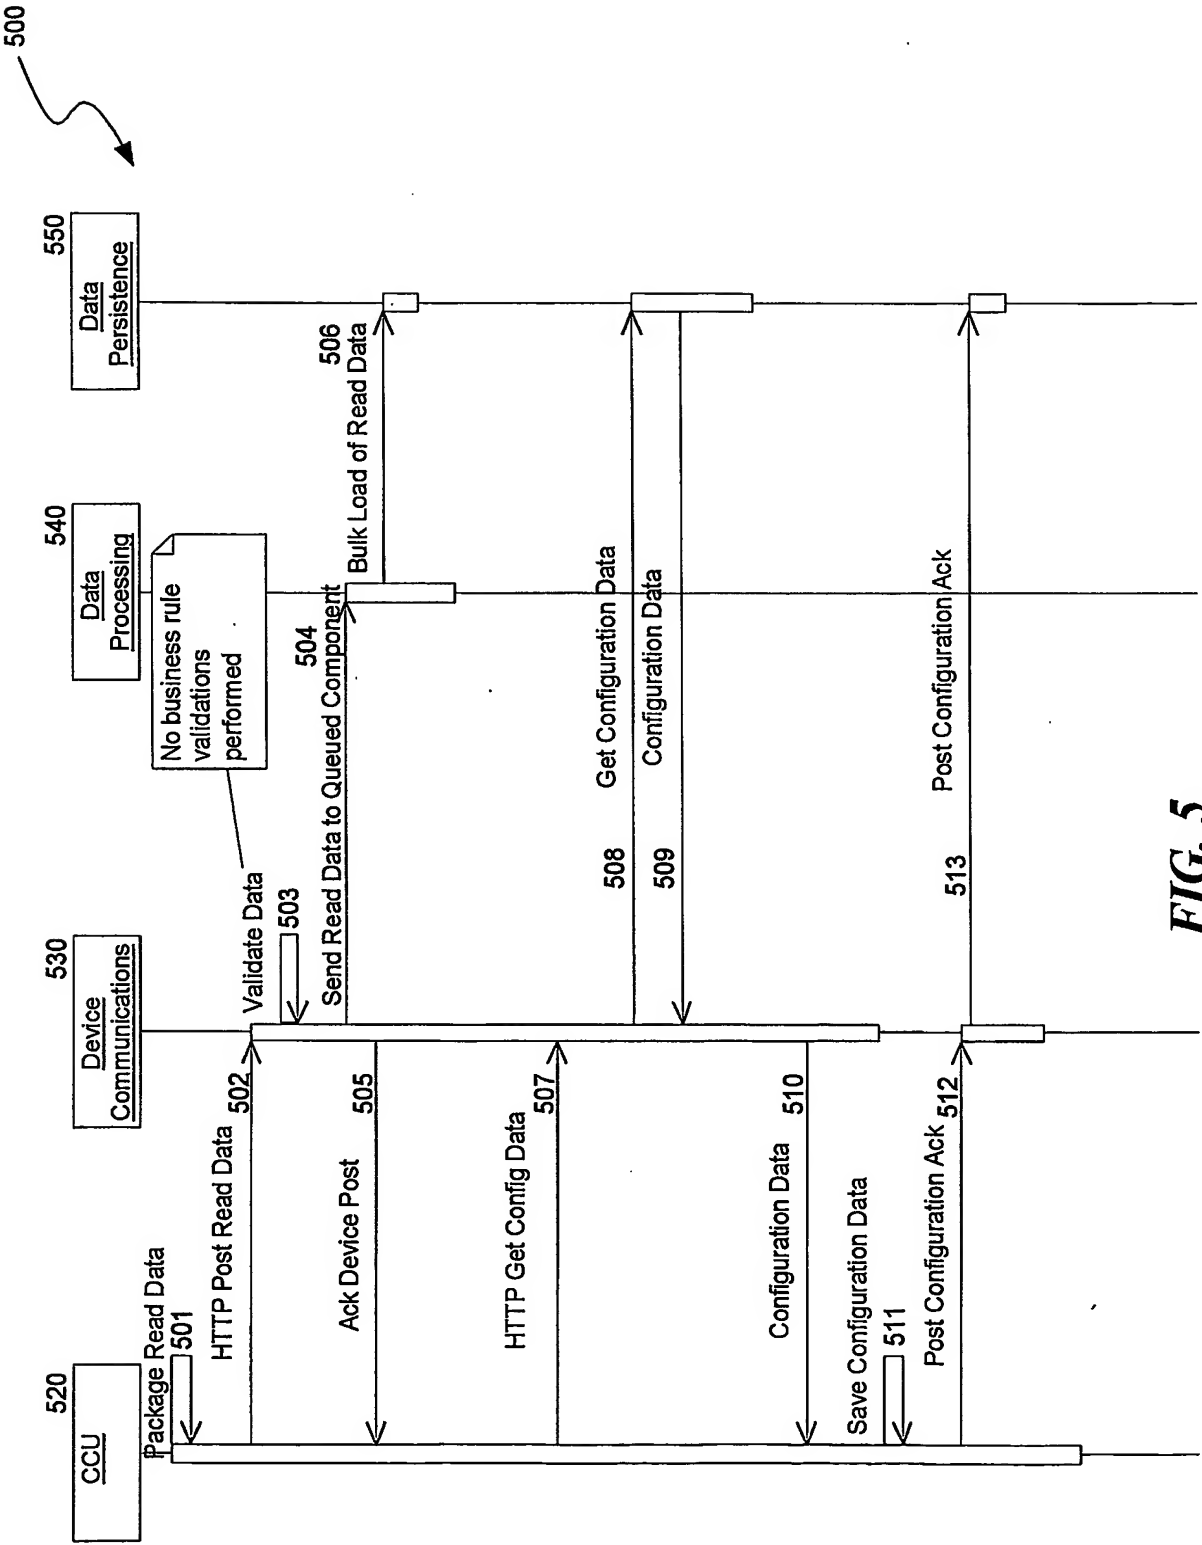 500
520
CCU
530
Device
Communications
540
Data
Processing
550
Data
Persistence
Package Read Data
501
HTTP Post Read Data
502
No business rule
validations
performed
Validate Data
503
504
Send Read Data to Queued Component
505
Ack Device Post
506
Bulk Load of Read Data
507
HTTP Get Config Data
508
Get Configuration Data
509
Configuration Data
510
Configuration Data
Save Configuration Data
511
Post Configuration Ack
512
513
Post Configuration Ack
FIG. 5